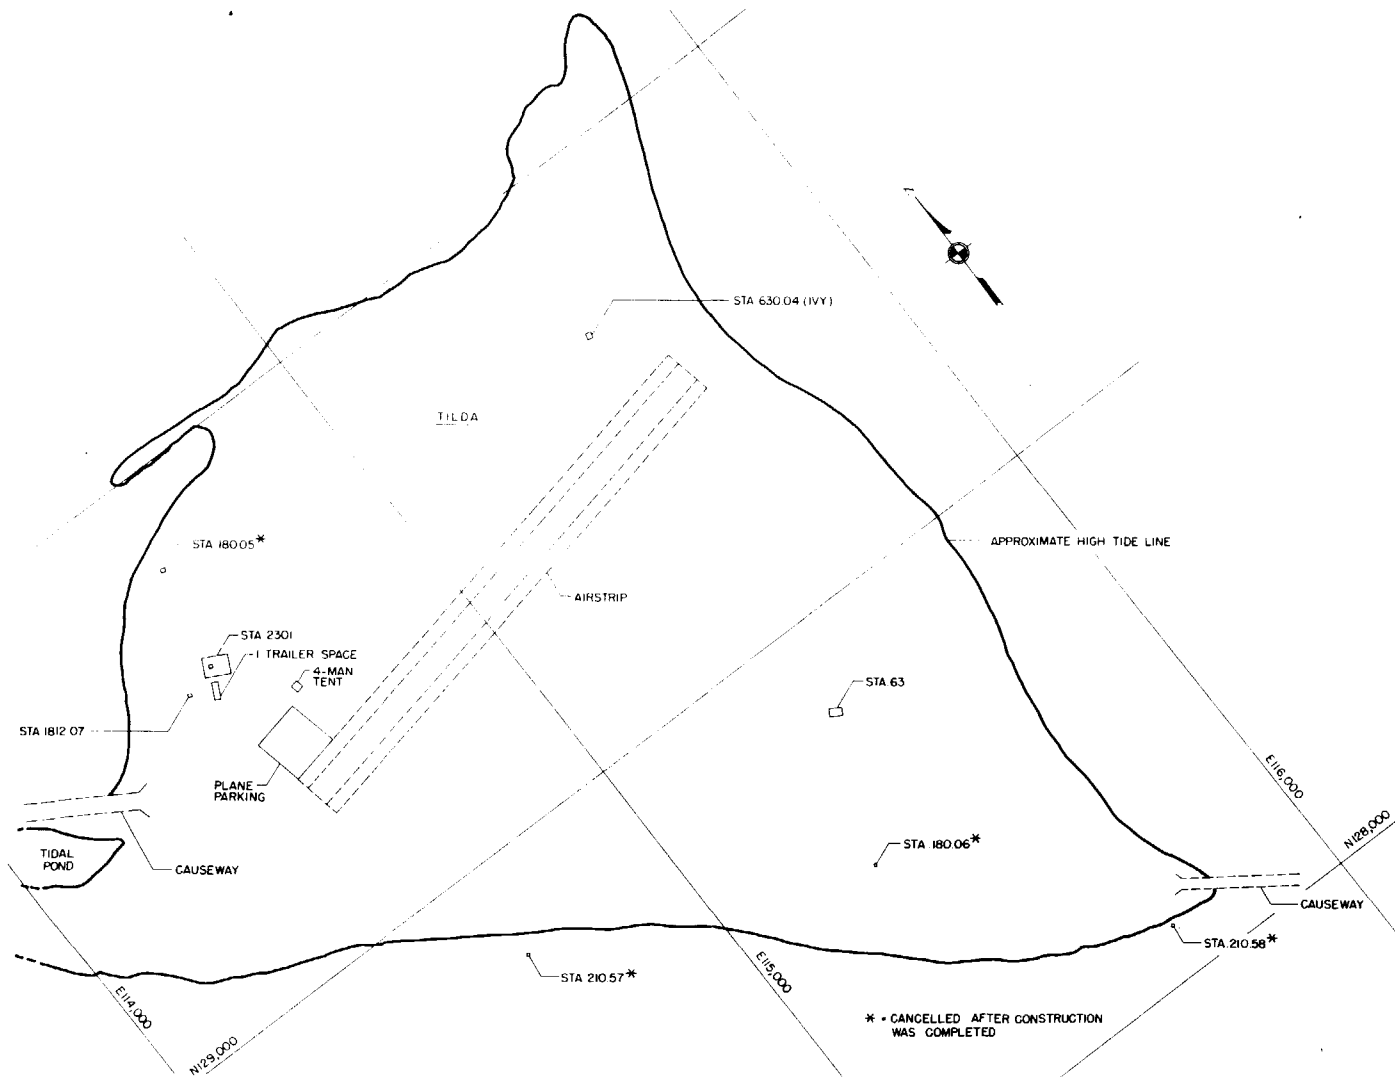 STA 630.04 (IVY)
TILDA
STA 180.05*
APPROXIMATE HIGH TIDE LINE
AIRSTRIP
STA 2301
1 TRAILER SPACE
4-MAN
TENT
STA 63
STA 1812.07
PLANE
PARKING
E116,000
N128,000
STA. 180.06*
TIDAL
POND
CAUSEWAY
CAUSEWAY
STA. 210.58*
STA 210.57*
E115,000
E114,000
* - CANCELLED AFTER CONSTRUCTION
WAS COMPLETED
N129,000